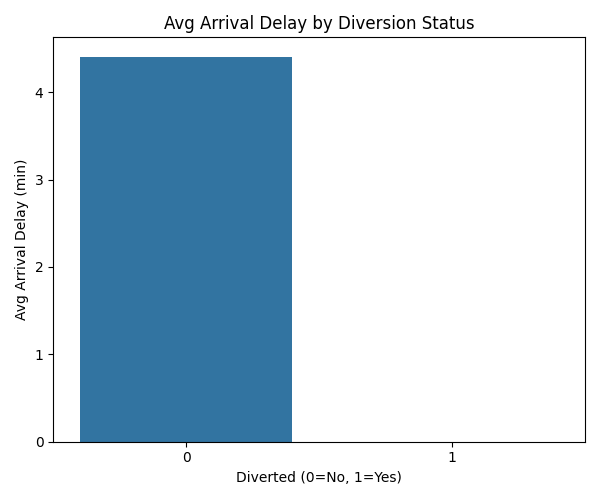 Avg Arrival Delay by Diversion Status
Avg Arrival Delay (min)
4
3
2
1
0
0 1
Diverted (0=No, 1=Yes)